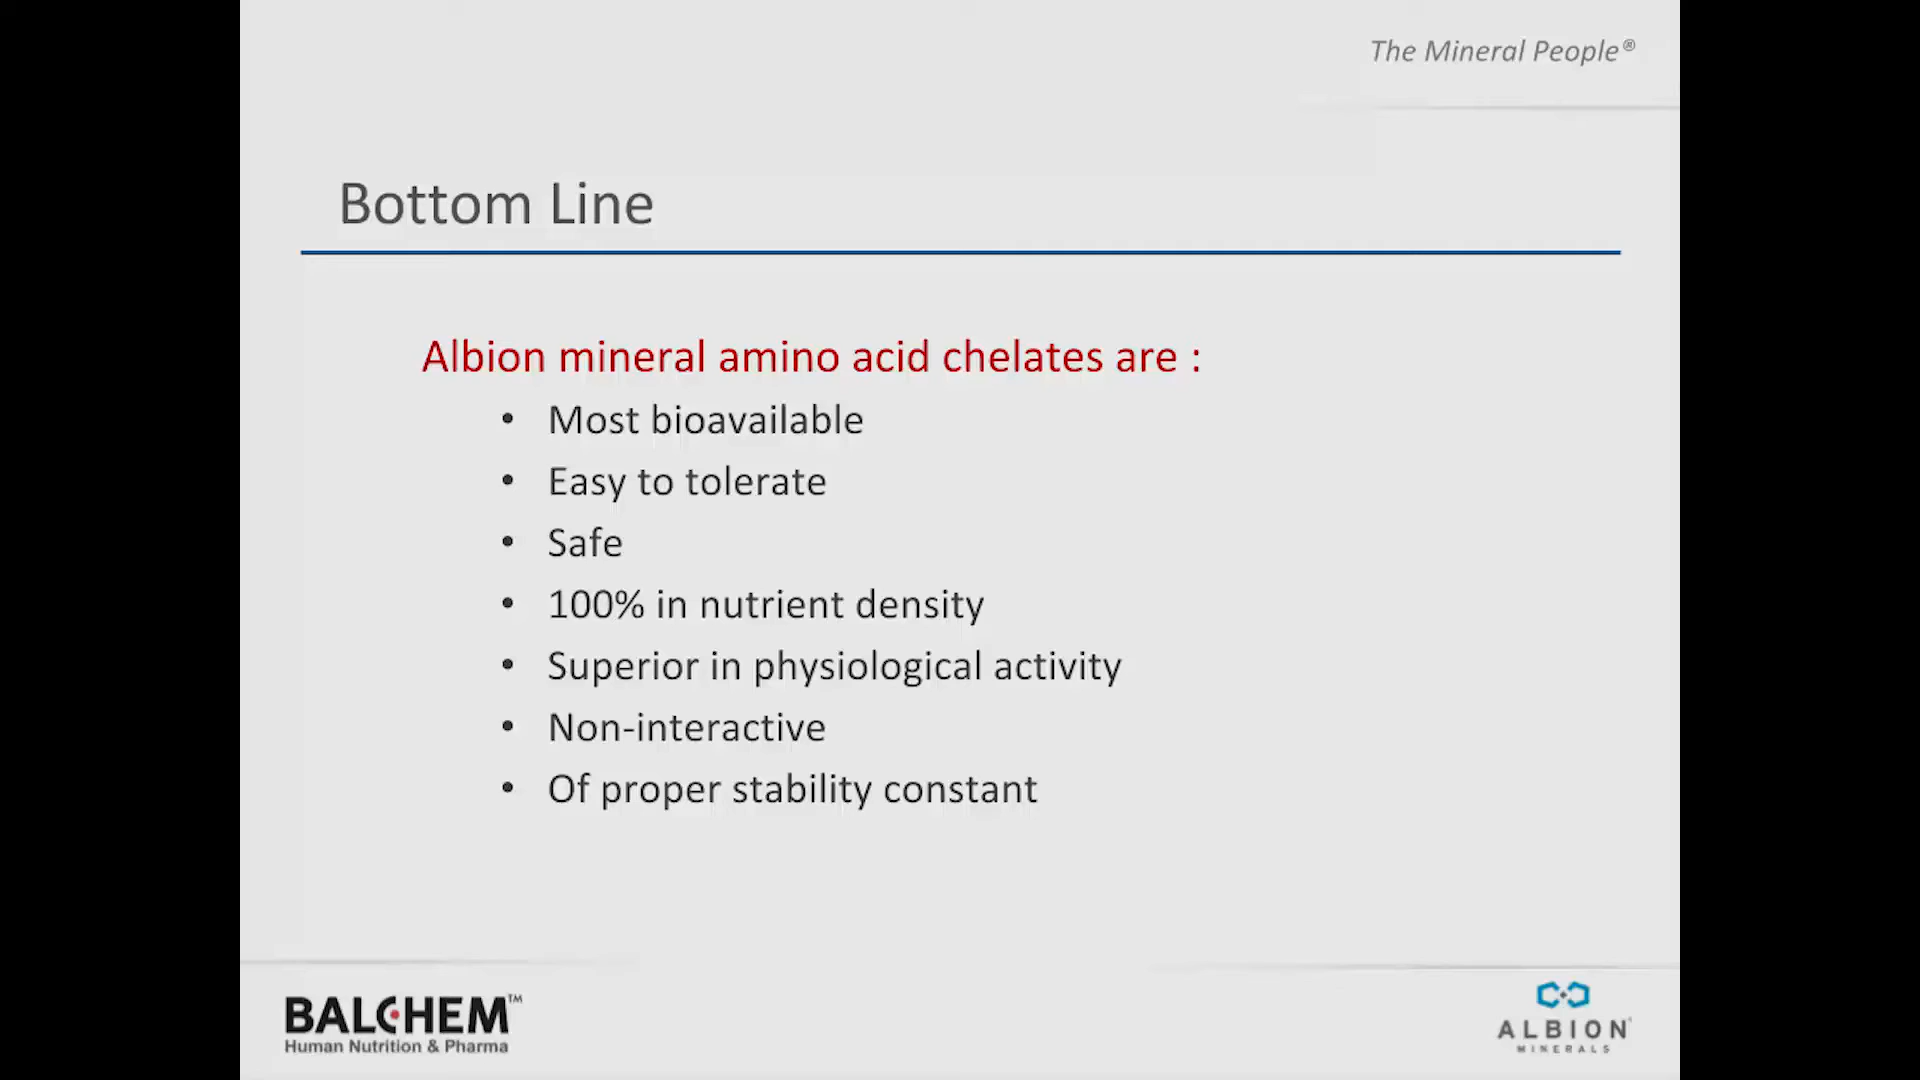 The Mineral People®
Bottom Line
Albion mineral amino acid chelates are :
• Most bioavailable
• Easy to tolerate
• Safe
• 100% in nutrient density
• Superior in physiological activity
• Non-interactive
• Of proper stability constant
BALCHEM™
Human Nutrition & Pharma
ALBION
MINERALS